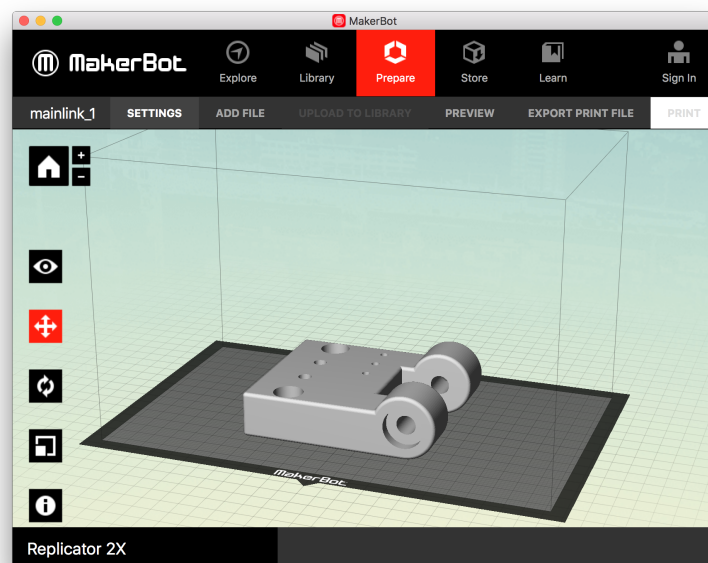 MakerBot
MakerBot
Explore
Library
Prepare
Store
Learn
Sign In
mainlink_1
SETTINGS
ADD FILE
UPLOAD TO LIBRARY
PREVIEW
EXPORT PRINT FILE
PRINT
MakerBot
Replicator 2X